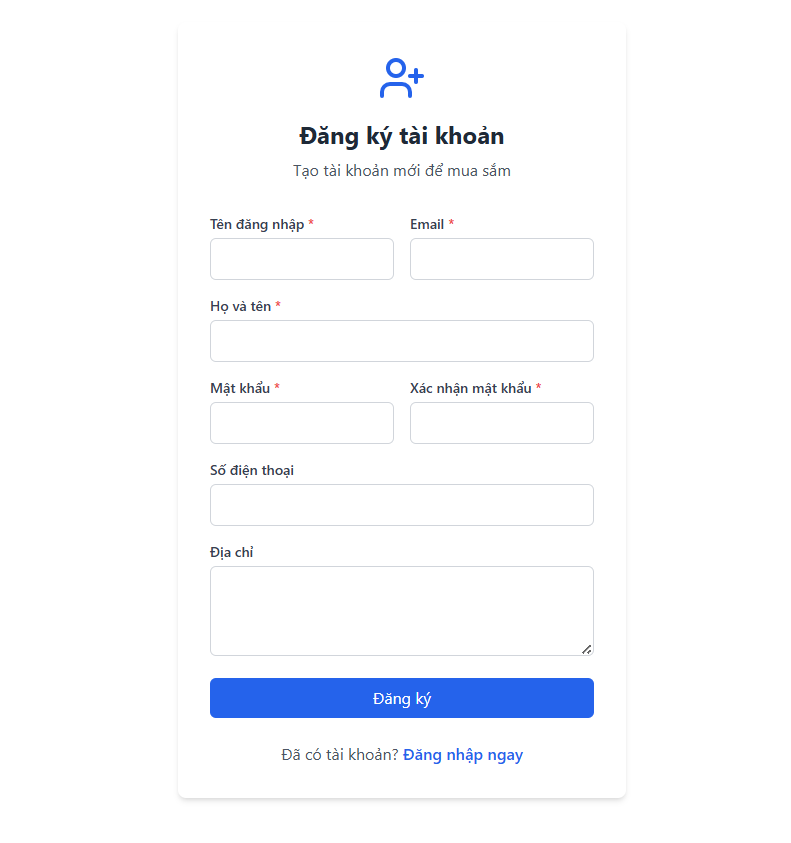 Đăng ký tài khoản
Tạo tài khoản mới để mua sắm
Tên đăng nhập * Email *
Họ và tên *
Mật khẩu * Xác nhận mật khẩu *
Số điện thoại
Địa chỉ
Đăng ký
Đã có tài khoản? Đăng nhập ngay